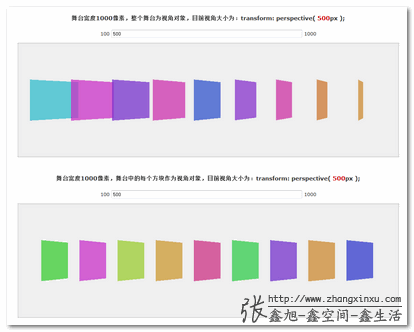 舞台宽度1000像素，整个舞台为视角对象，目前视角大小为：transform: perspective( 500px );
100 500 1000
舞台宽度1000像素，舞台中的每个方块作为视角对象，目前视角大小为：transform: perspective( 500px );
100 500 1000
http://www.zhangxinxu.com
张鑫旭-鑫空间-鑫生活